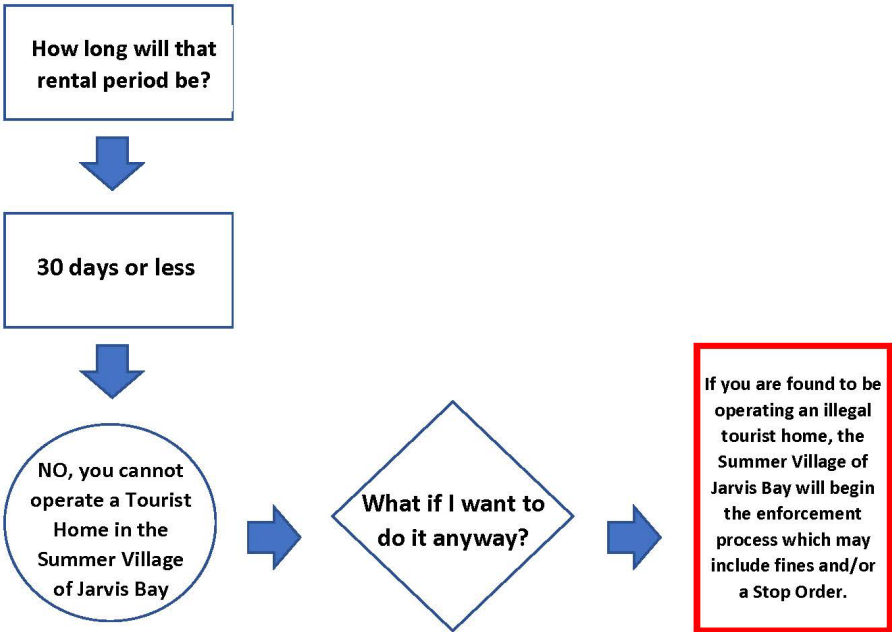 How long will that
rental period be?
30 days or less
NO, you cannot
operate a Tourist
Home in the
Summer Village
of Jarvis Bay
What if I want to
do it anyway?
If you are found to be
operating an illegal
tourist home, the
Summer Village of
Jarvis Bay will begin
the enforcement
process which may
include fines and/or
a Stop Order.